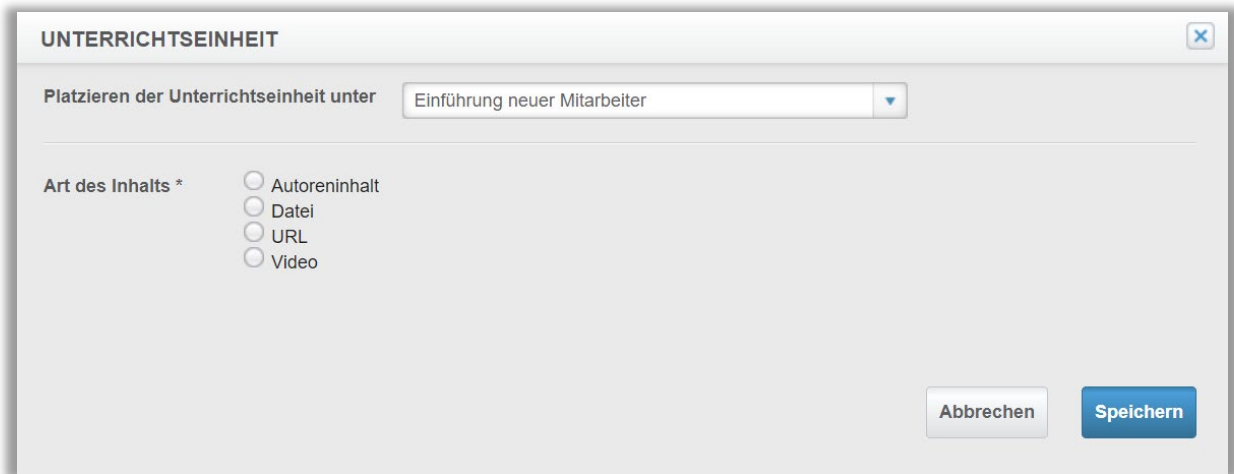 UNTERRICHTSEINHEIT
Platzieren der Unterrichtseinheit unter Einführung neuer Mitarbeiter
Art des Inhalts * Autoreninhalt
Datei
URL
Video
Abbrechen Speichern